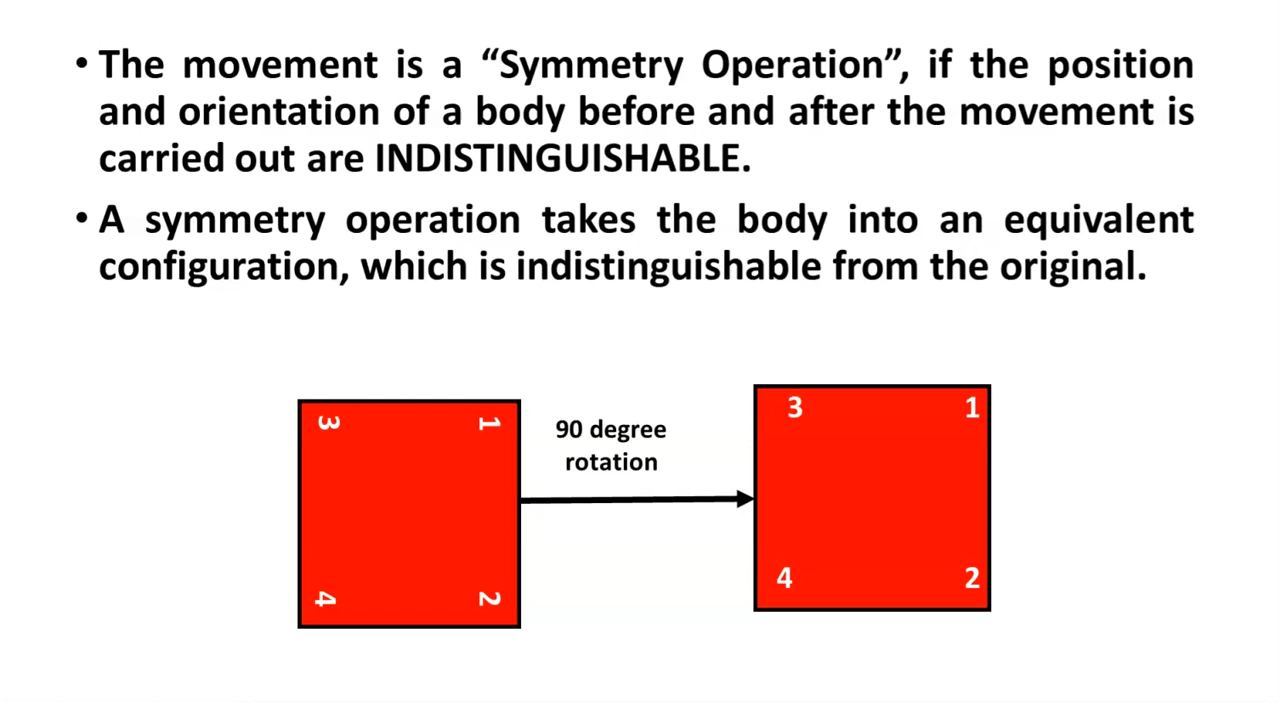 • The movement is a “Symmetry Operation”, if the position
and orientation of a body before and after the movement is
carried out are INDISTINGUISHABLE.
• A symmetry operation takes the body into an equivalent
configuration, which is indistinguishable from the original.
3 1
4 2
90 degree
rotation
3 1
4 2